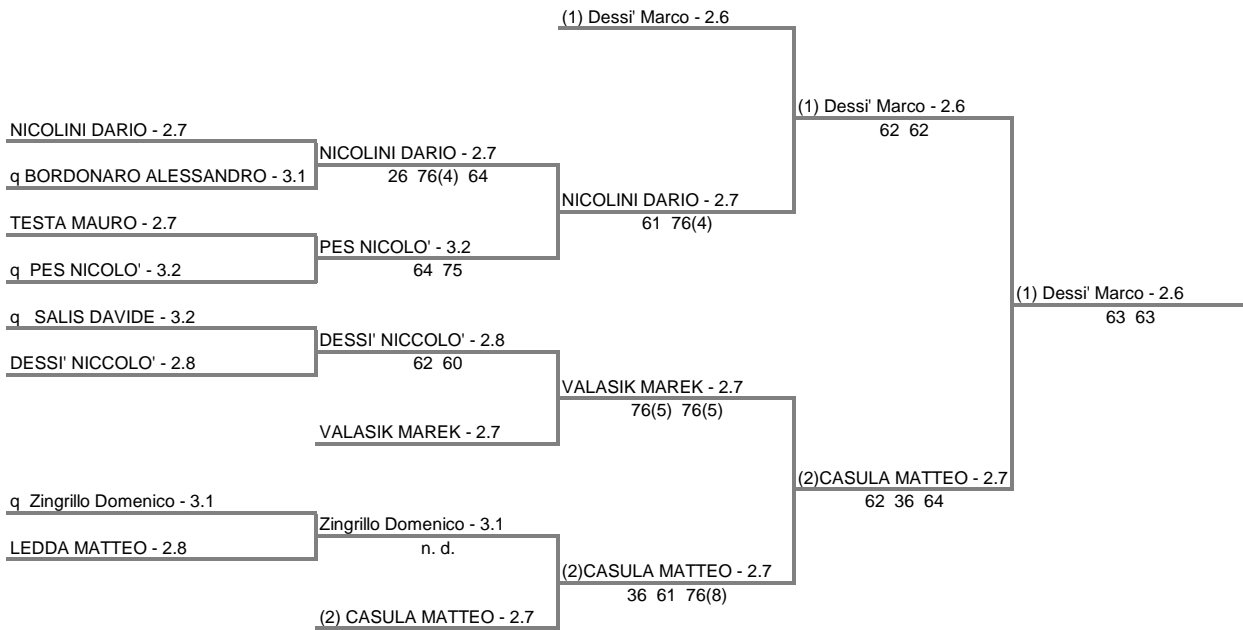 (1) Dessi' Marco - 2.6
(1) Dessi' Marco - 2.6
62 62
NICOLINI DARIO - 2.7
NICOLINI DARIO - 2.7
26 76(4) 64
q BORDONARO ALESSANDRO - 3.1
NICOLINI DARIO - 2.7
61 76(4)
TESTA MAURO - 2.7
PES NICOLO' - 3.2
64 75
q PES NICOLO' - 3.2
(1) Dessi' Marco - 2.6
63 63
q SALIS DAVIDE - 3.2
DESSI' NICCOLO' - 2.8
62 60
DESSI' NICCOLO' - 2.8
VALASIK MAREK - 2.7
76(5) 76(5)
VALASIK MAREK - 2.7
(2)CASULA MATTEO - 2.7
62 36 64
q Zingrillo Domenico - 3.1
Zingrillo Domenico - 3.1
n. d.
LEDDA MATTEO - 2.8
(2)CASULA MATTEO - 2.7
36 61 76(8)
(2) CASULA MATTEO - 2.7